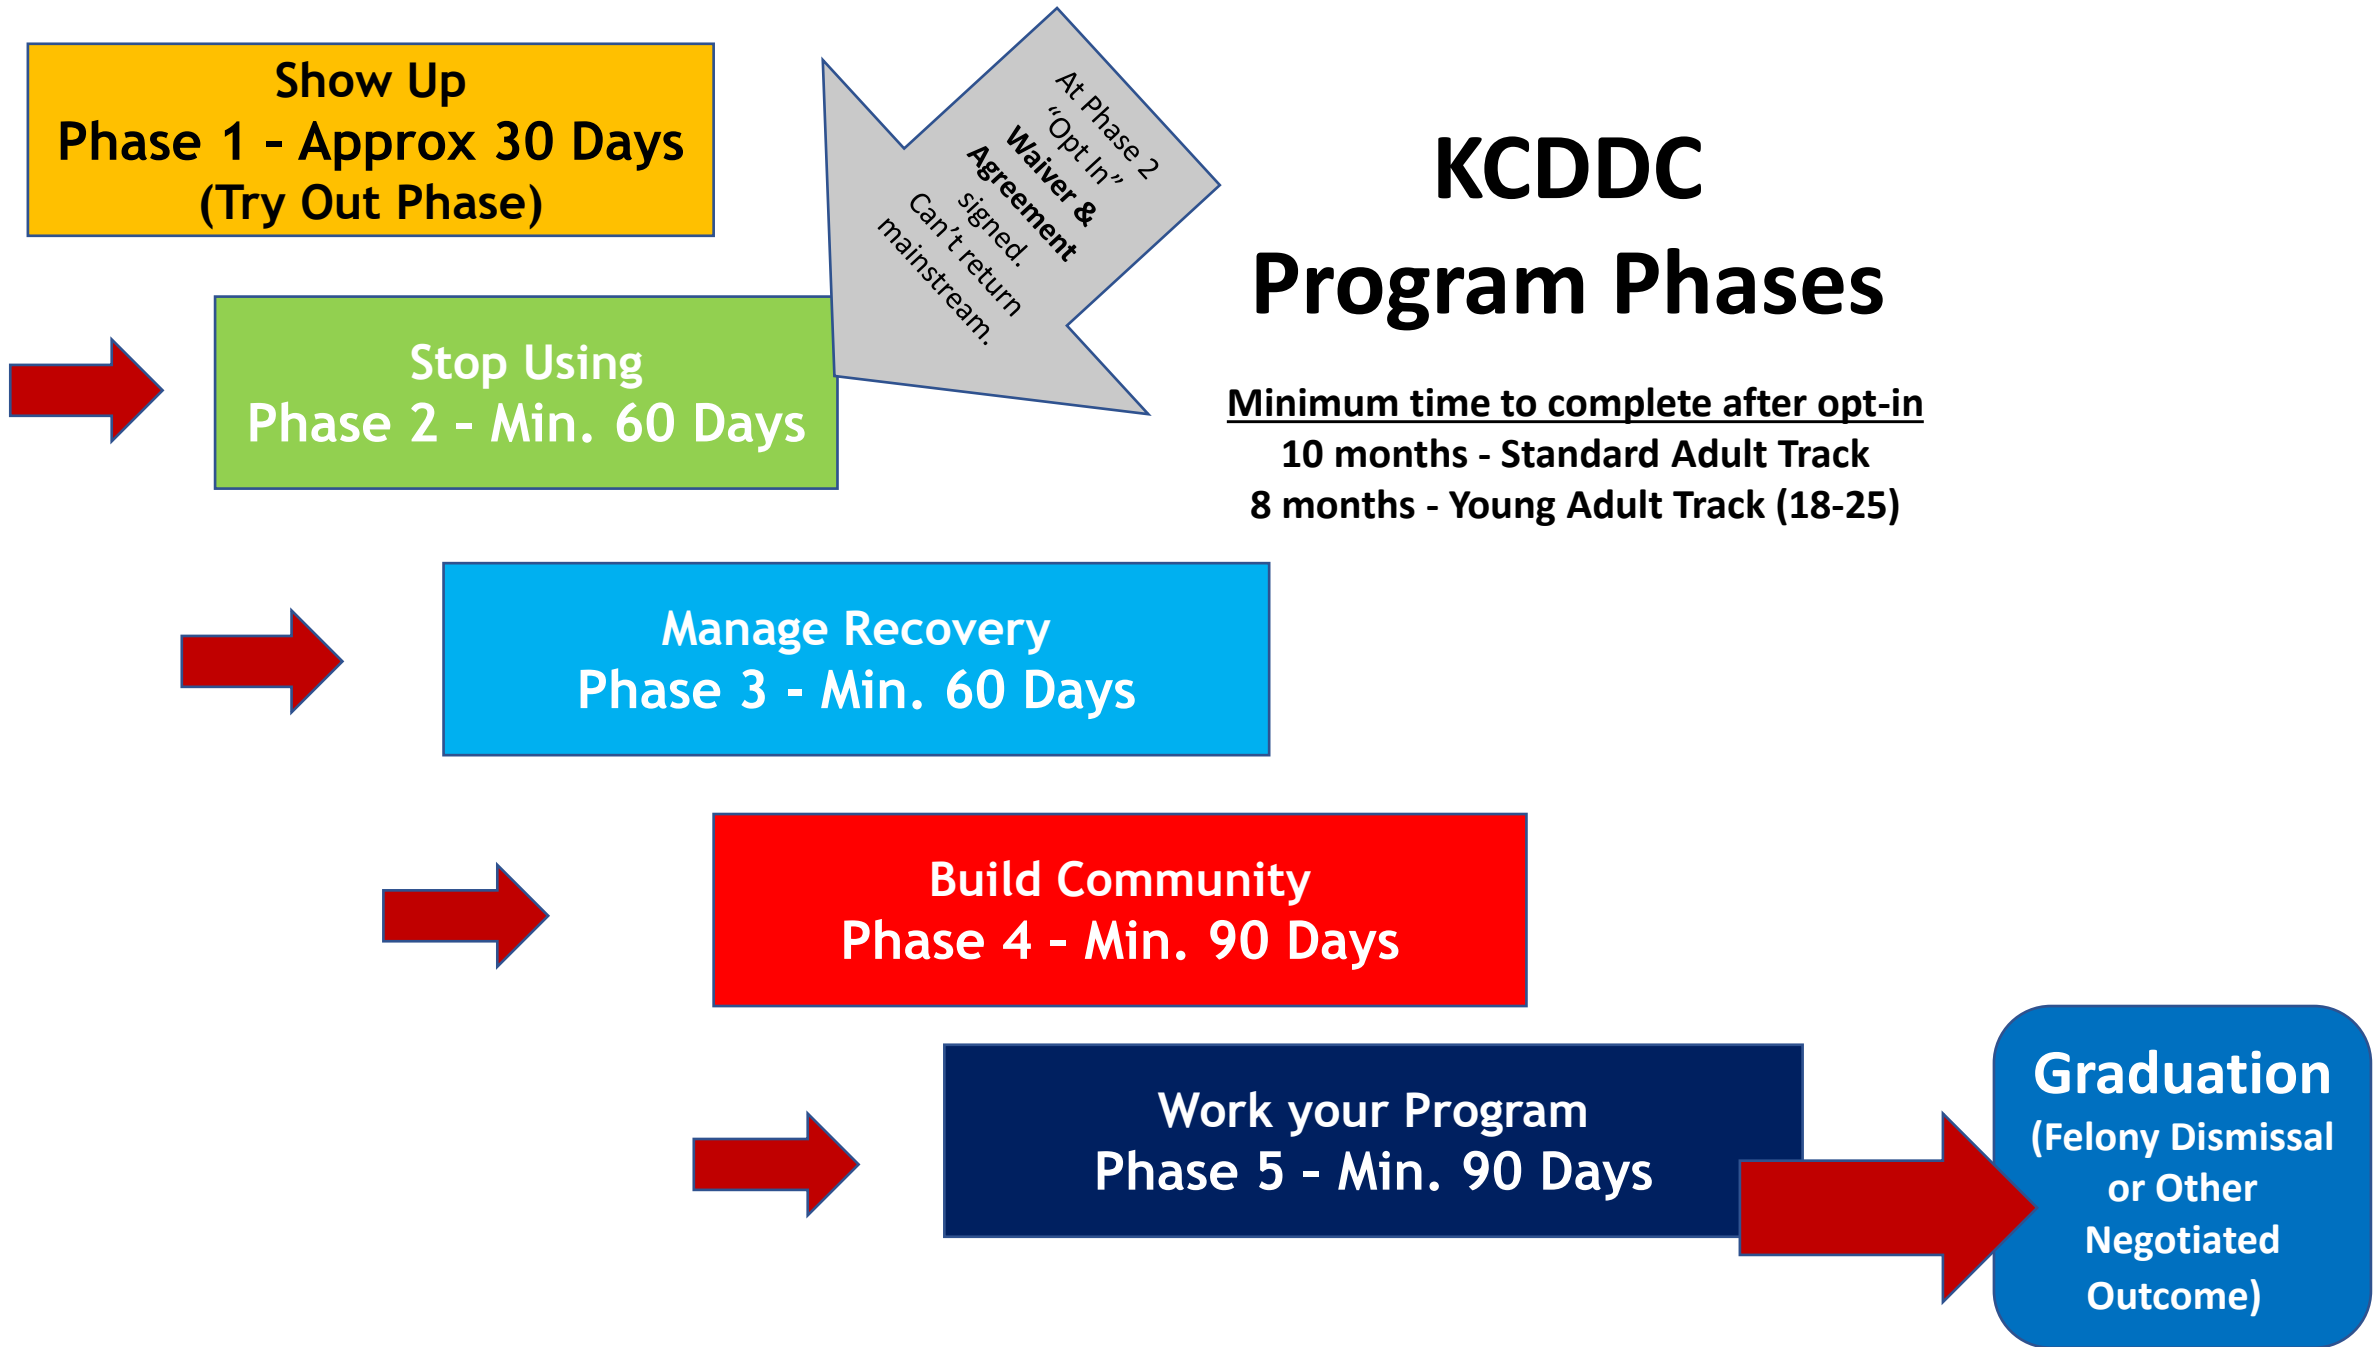 Show Up
Phase 1 - Approx 30 Days
(Try Out Phase)
At Phase 2
“Opt In”
Waiver &
Agreement
signed.
Can’t return
mainstream.
KCDDC
Program Phases
Minimum time to complete after opt-in
10 months - Standard Adult Track
8 months - Young Adult Track (18-25)
Stop Using
Phase 2 - Min. 60 Days
Manage Recovery
Phase 3 - Min. 60 Days
Build Community
Phase 4 - Min. 90 Days
Work your Program
Phase 5 – Min. 90 Days
Graduation
(Felony Dismissal
or Other
Negotiated
Outcome)